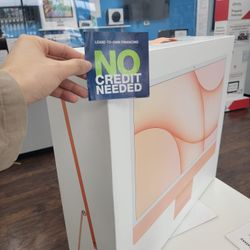 LEASE-TO-OWN FINANCING
NO
CREDIT
NEEDED